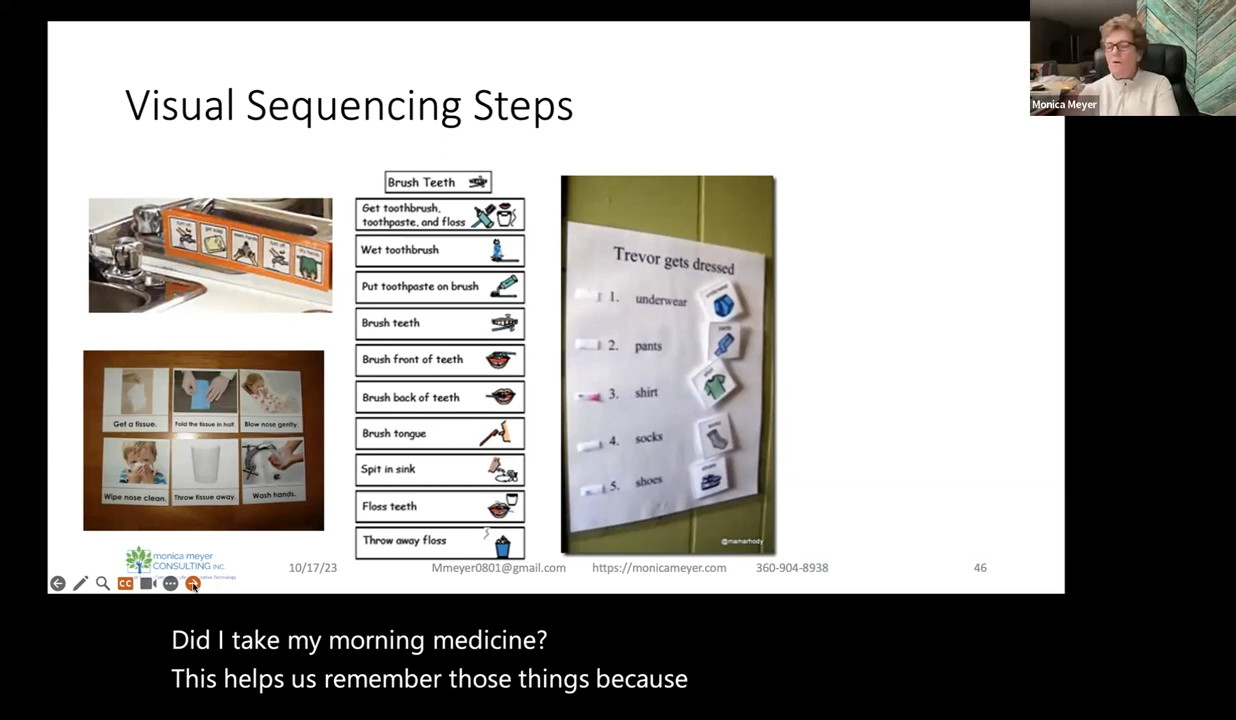 Visual Sequencing Steps
Monica Meyer
Brush Teeth
Get toothbrush,
toothpaste, and floss
Wet toothbrush
Put toothpaste on brush
Brush teeth
Brush front of teeth
Brush back of teeth
Brush tongue
Spit in sink
Floss teeth
Throw away floss
Get a tissue.
Fold the tissue in half.
Blow nose gently.
Wipe nose clean.
Throw tissue away.
Wash hands.
Trevor gets dressed
1. underwear
2. pants
3. shirt
4. socks
5. shoes
@mamarhody
monica meyer
CONSULTING INC.
10/17/23
Mmeyer0801@gmail.com
https://monicameyer.com
360-904-8938
46
CC
Did I take my morning medicine?
This helps us remember those things because